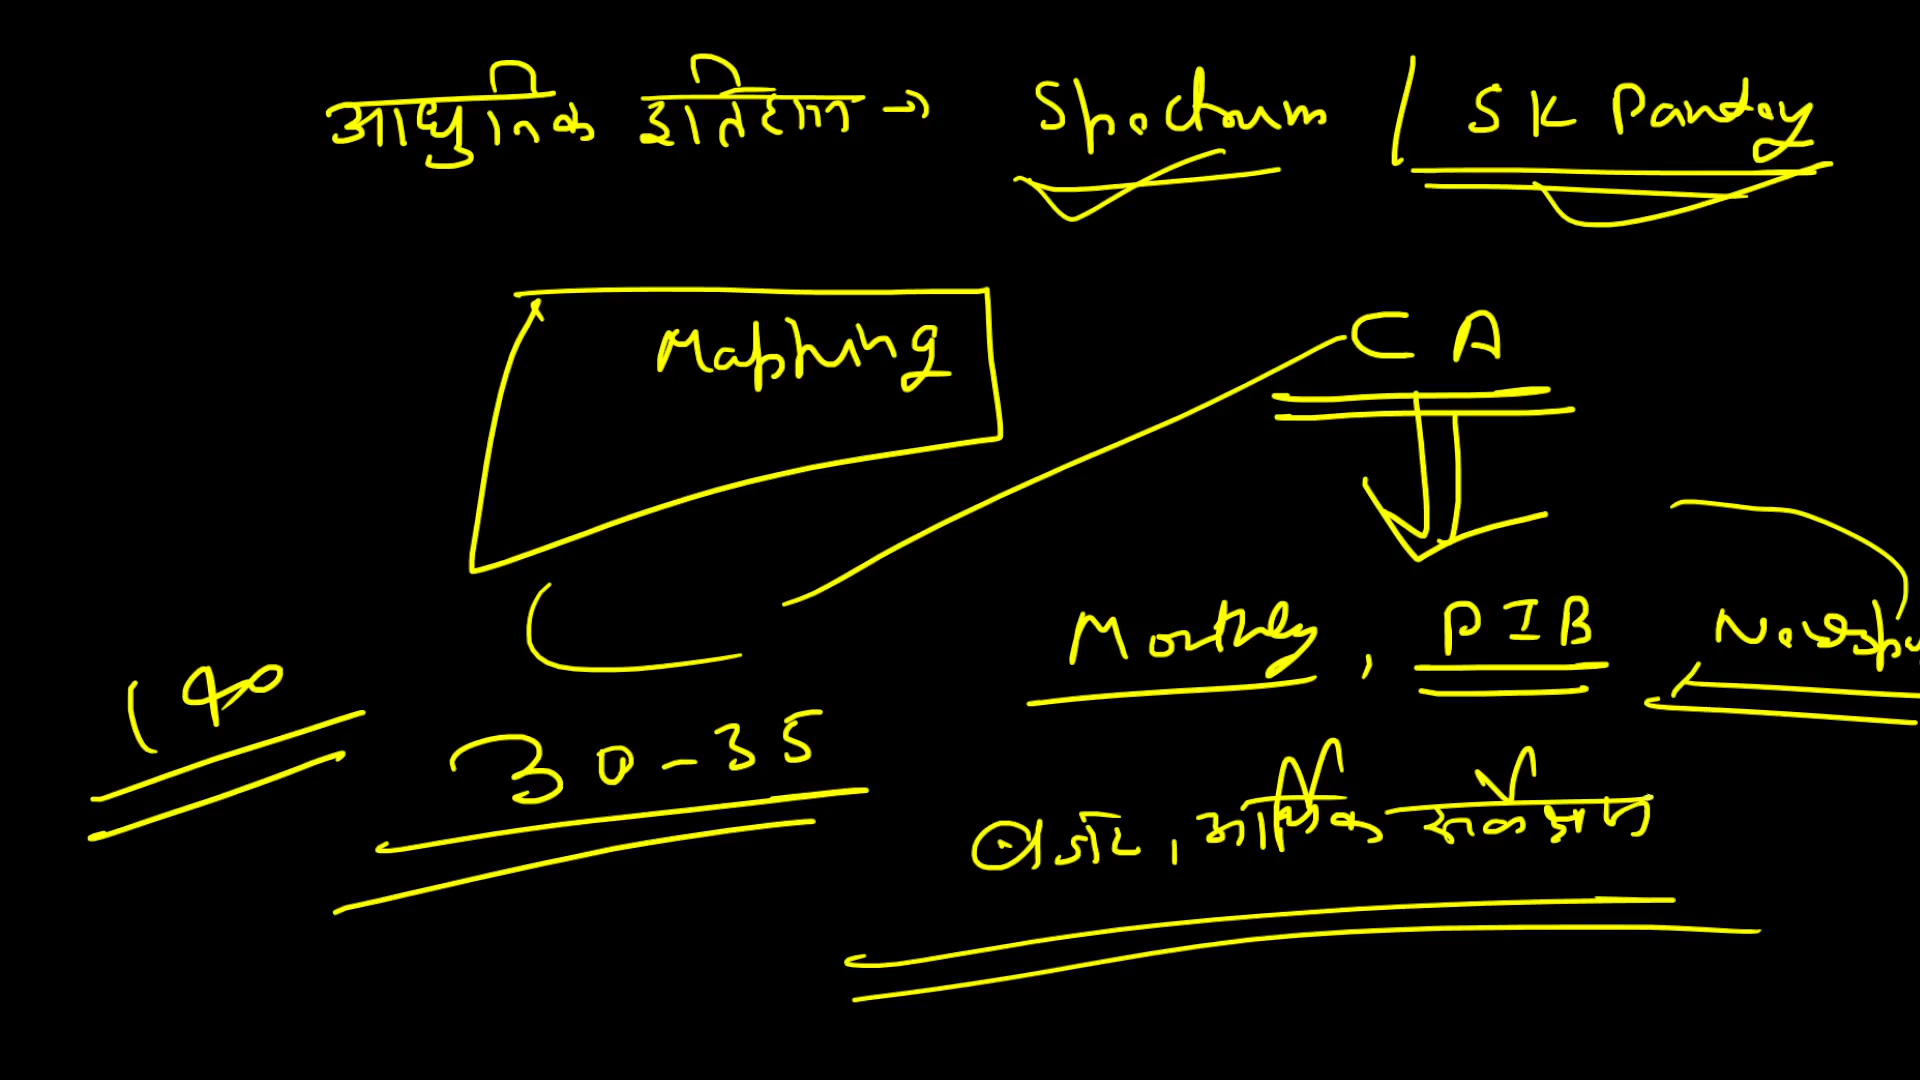 आधुनिक इतिहास → Spectrum / SK Pandey
Mapping
CA
Monthly, PIB
140
30-35
बजट, आर्थिक सर्वेक्षण